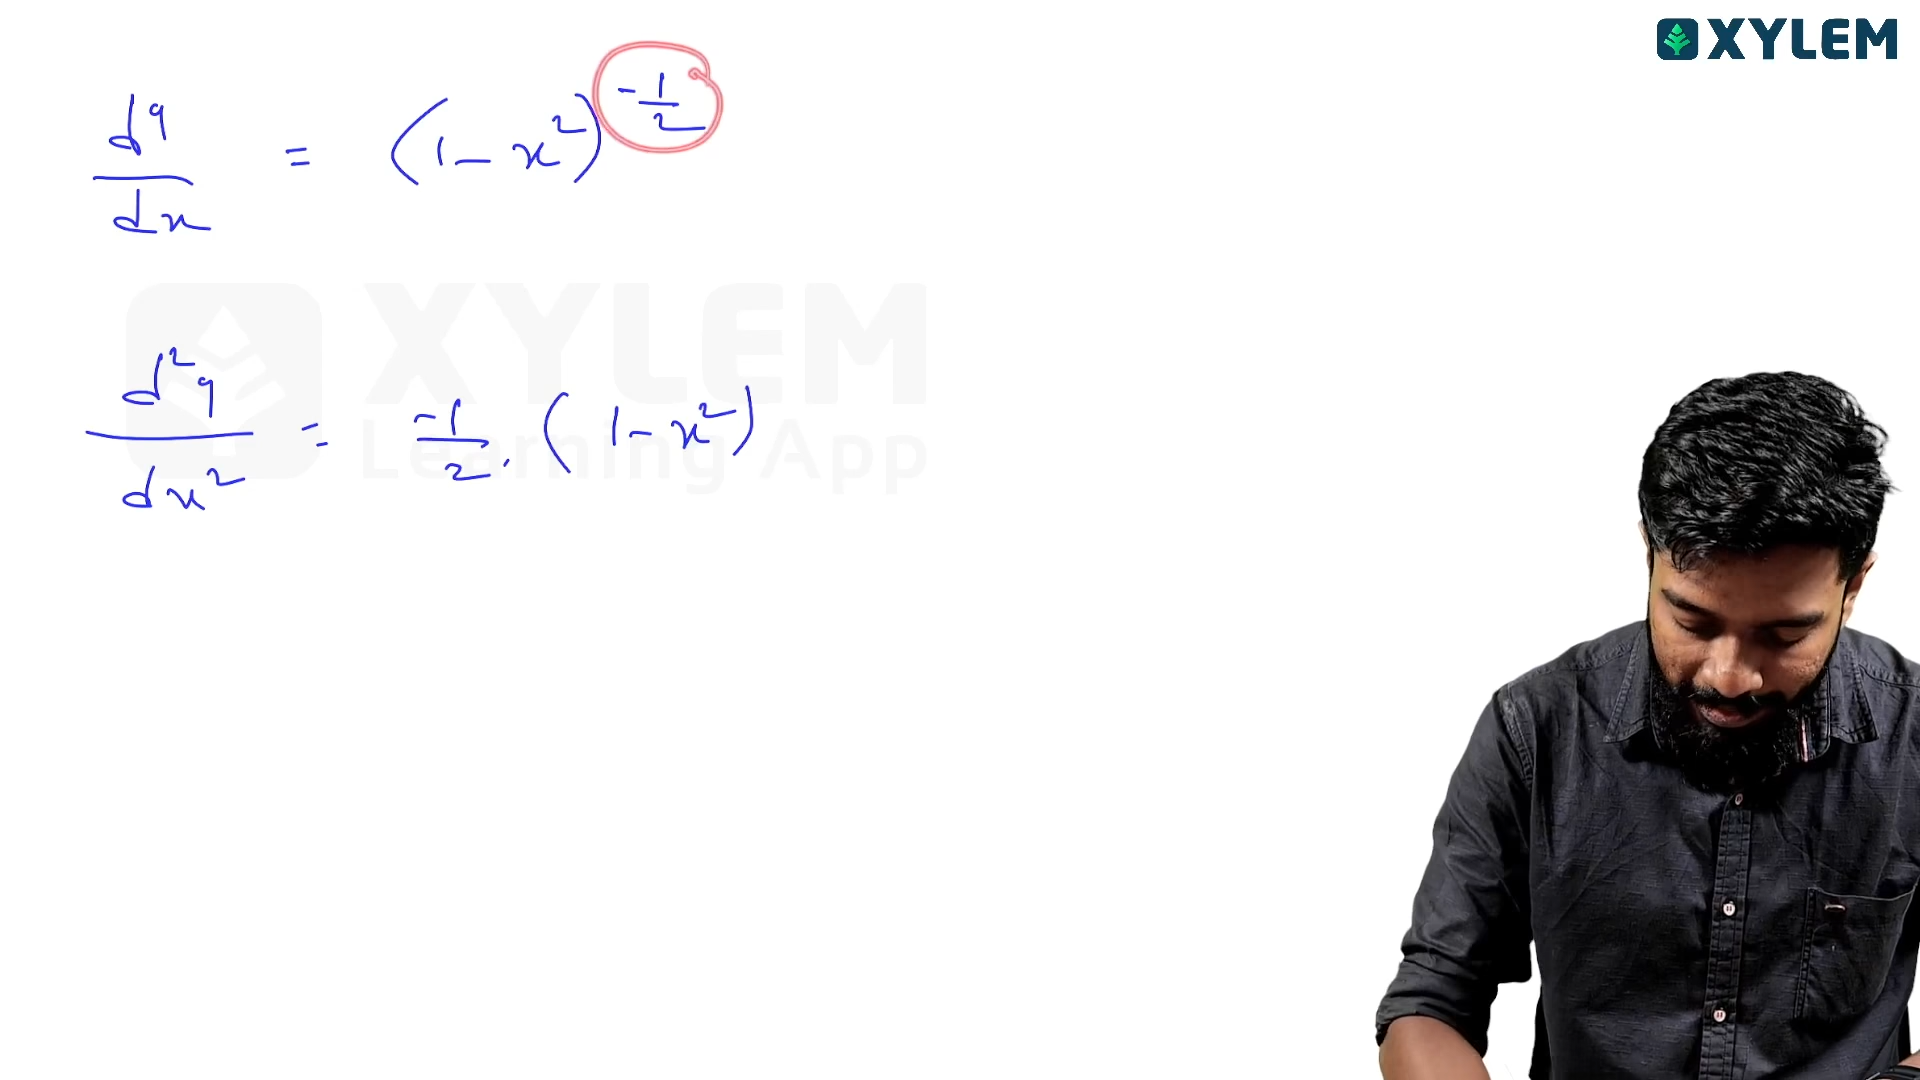 XYLEM
dy/dx = (1 - x²)^(-1/2)
XYLEM
Learning App
d²y/dx² = -1/2 . (1 - x²)